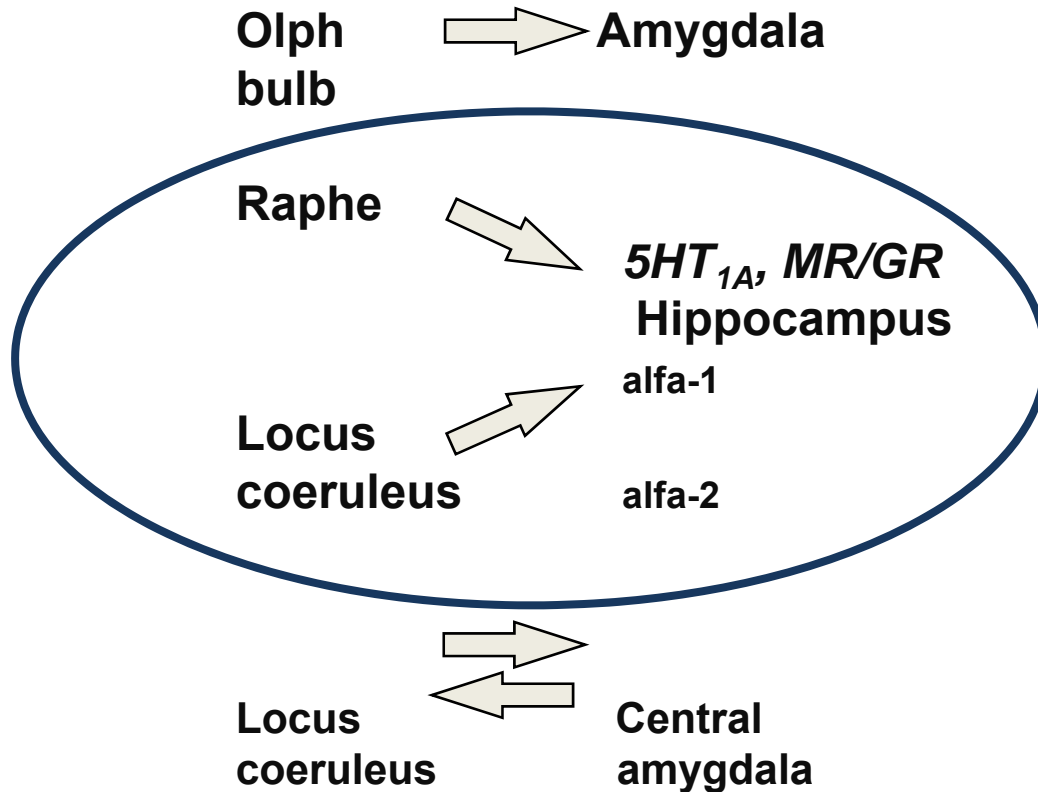 Olph
bulb
Amygdala
Raphe
5HT1A, MR/GR
Hippocampus
alfa-1
Locus
coeruleus
alfa-2
Locus
coeruleus
Central
amygdala